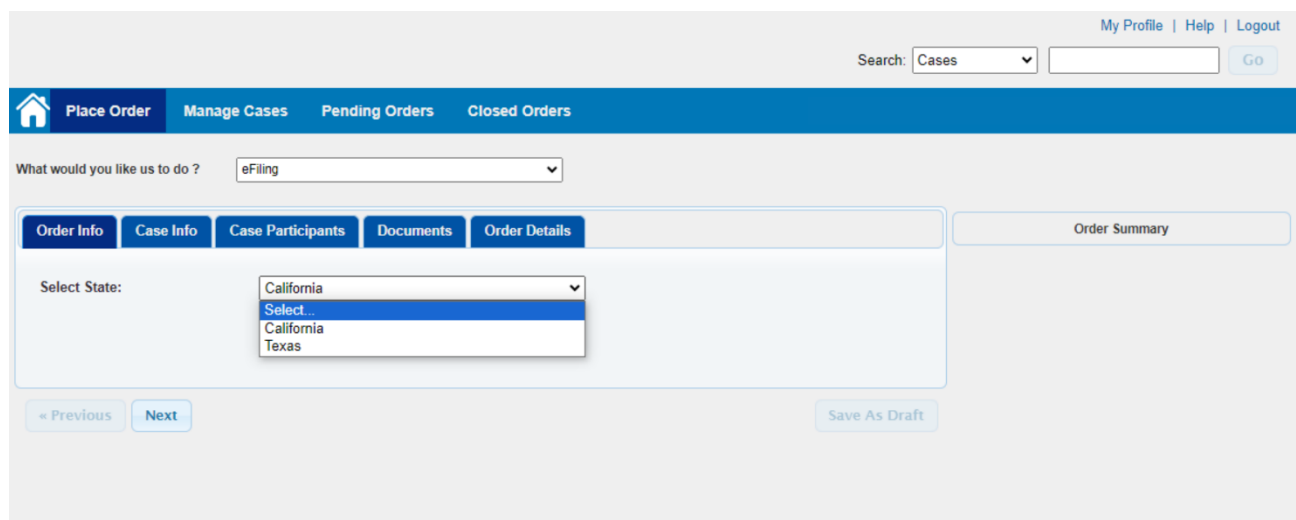 My Profile | Help | Logout
Search: Cases Go
Place Order Manage Cases Pending Orders Closed Orders
What would you like us to do ? eFiling
Order Info Case Info Case Participants Documents Order Details Order Summary
Select State: California
Select...
California
Texas
« Previous Next Save As Draft